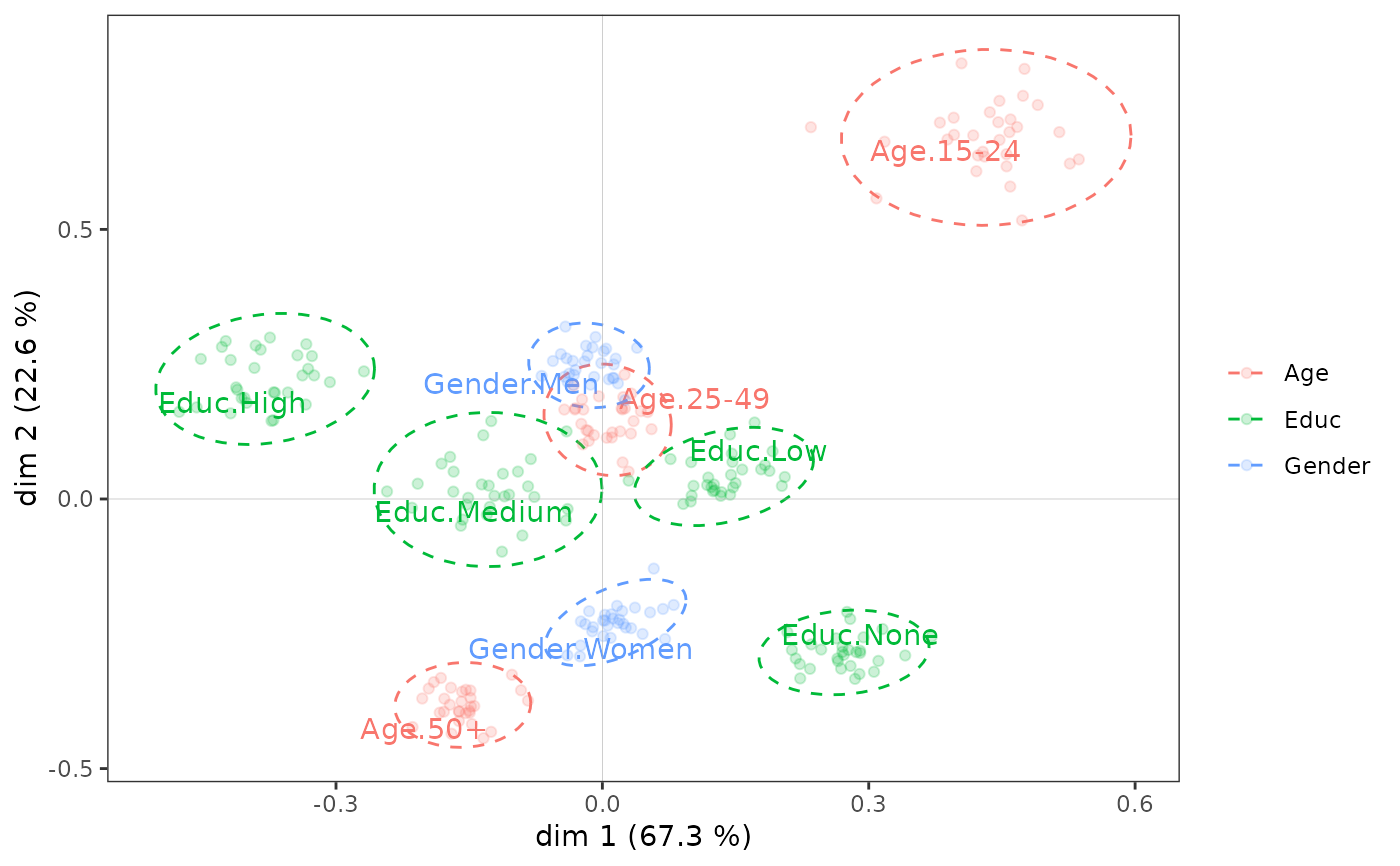 Age.15-24
0.5
Educ.High
Gender.Men
Age.25-49
Educ.Low
0.0
Educ.Medium
Gender.Women
Educ.None
Age.50+
-0.5
-0.3
0.0
0.3
0.6
dim 1 (67.3 %)
dim 2 (22.6 %)
Age
Educ
Gender